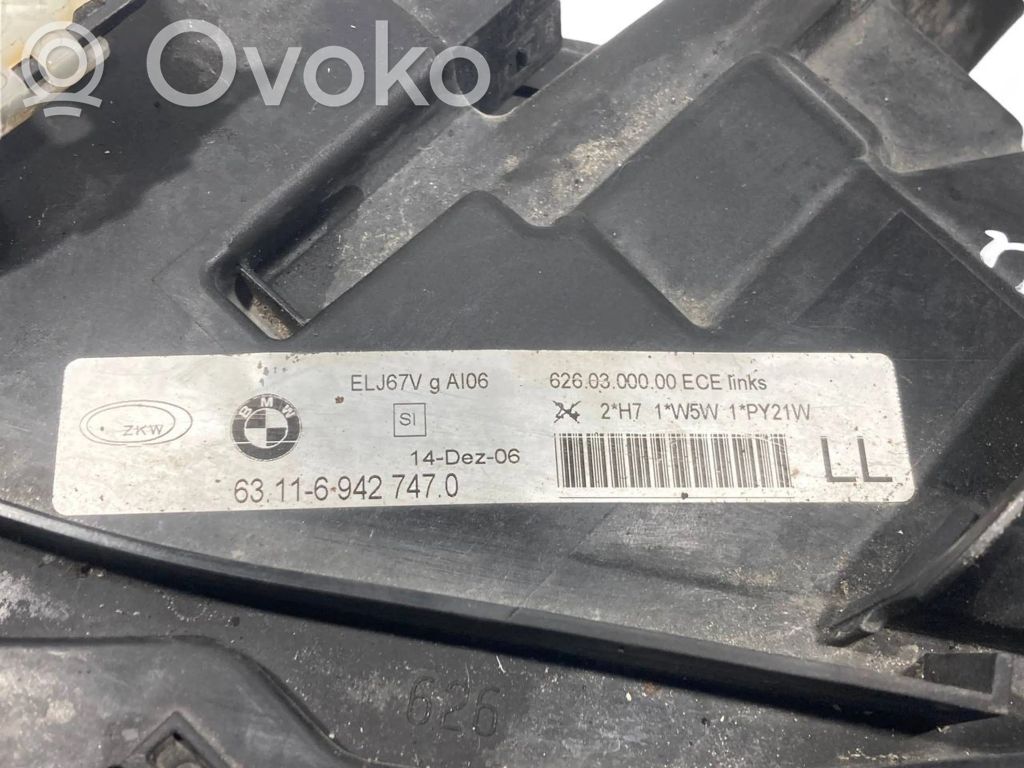 Ovoko
ELJ67V g AI06
626.03.000.00 ECE links
ZKW
BMW
SI
2*H7 1*W5W 1*PY21W
14-Dez-06
LL
63.11-6 942 747.0
626